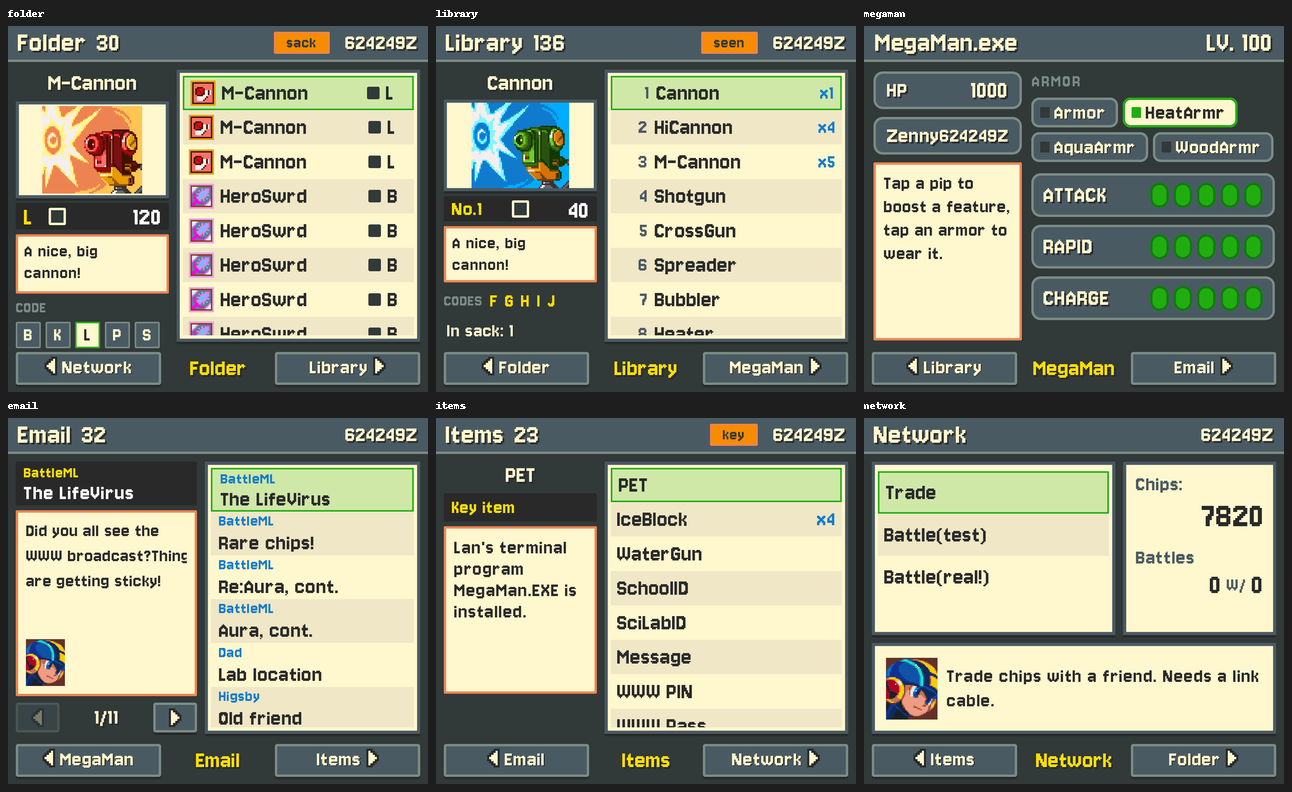 folder
Folder 30
sack
624249Z
M-Cannon
L
120
A nice, big
cannon!
CODE
B K L P S
M-Cannon L
M-Cannon L
M-Cannon L
HeroSwrd B
HeroSwrd B
HeroSwrd B
HeroSwrd B
HeroSwrd B
Network
Folder
Library
library
Library 136
seen
624249Z
Cannon
No.1
40
A nice, big
cannon!
CODES F G H I J
In sack: 1
1 Cannon x1
2 HiCannon x4
3 M-Cannon x5
4 Shotgun
5 CrossGun
6 Spreader
7 Bubbler
8 Heater
Folder
Library
MegaMan
megaman
MegaMan.exe
LV. 100
HP 1000
Zenny624249Z
Tap a pip to
boost a feature,
tap an armor to
wear it.
ARMOR
Armor
HeatArmr
AquaArmr
WoodArmr
ATTACK
RAPID
CHARGE
Library
MegaMan
Email
email
Email 32
624249Z
BattleML
The LifeVirus
Did you all see the
WWW broadcast?Thing
are getting sticky!
1/11
BattleML
The LifeVirus
BattleML
Rare chips!
BattleML
Re:Aura, cont.
BattleML
Aura, cont.
Dad
Lab location
Higsby
Old friend
MegaMan
Email
Items
items
Items 23
key
624249Z
PET
Key item
Lan's terminal
program
MegaMan.EXE is
installed.
PET
IceBlock x4
WaterGun
SchoolID
SciLabID
Message
WWW PIN
WWW Pass
Email
Items
Network
network
Network
624249Z
Trade
Battle(test)
Battle(real!)
Chips:
7820
Battles
0 W/ 0
Trade chips with a friend. Needs a link
cable.
Items
Network
Folder